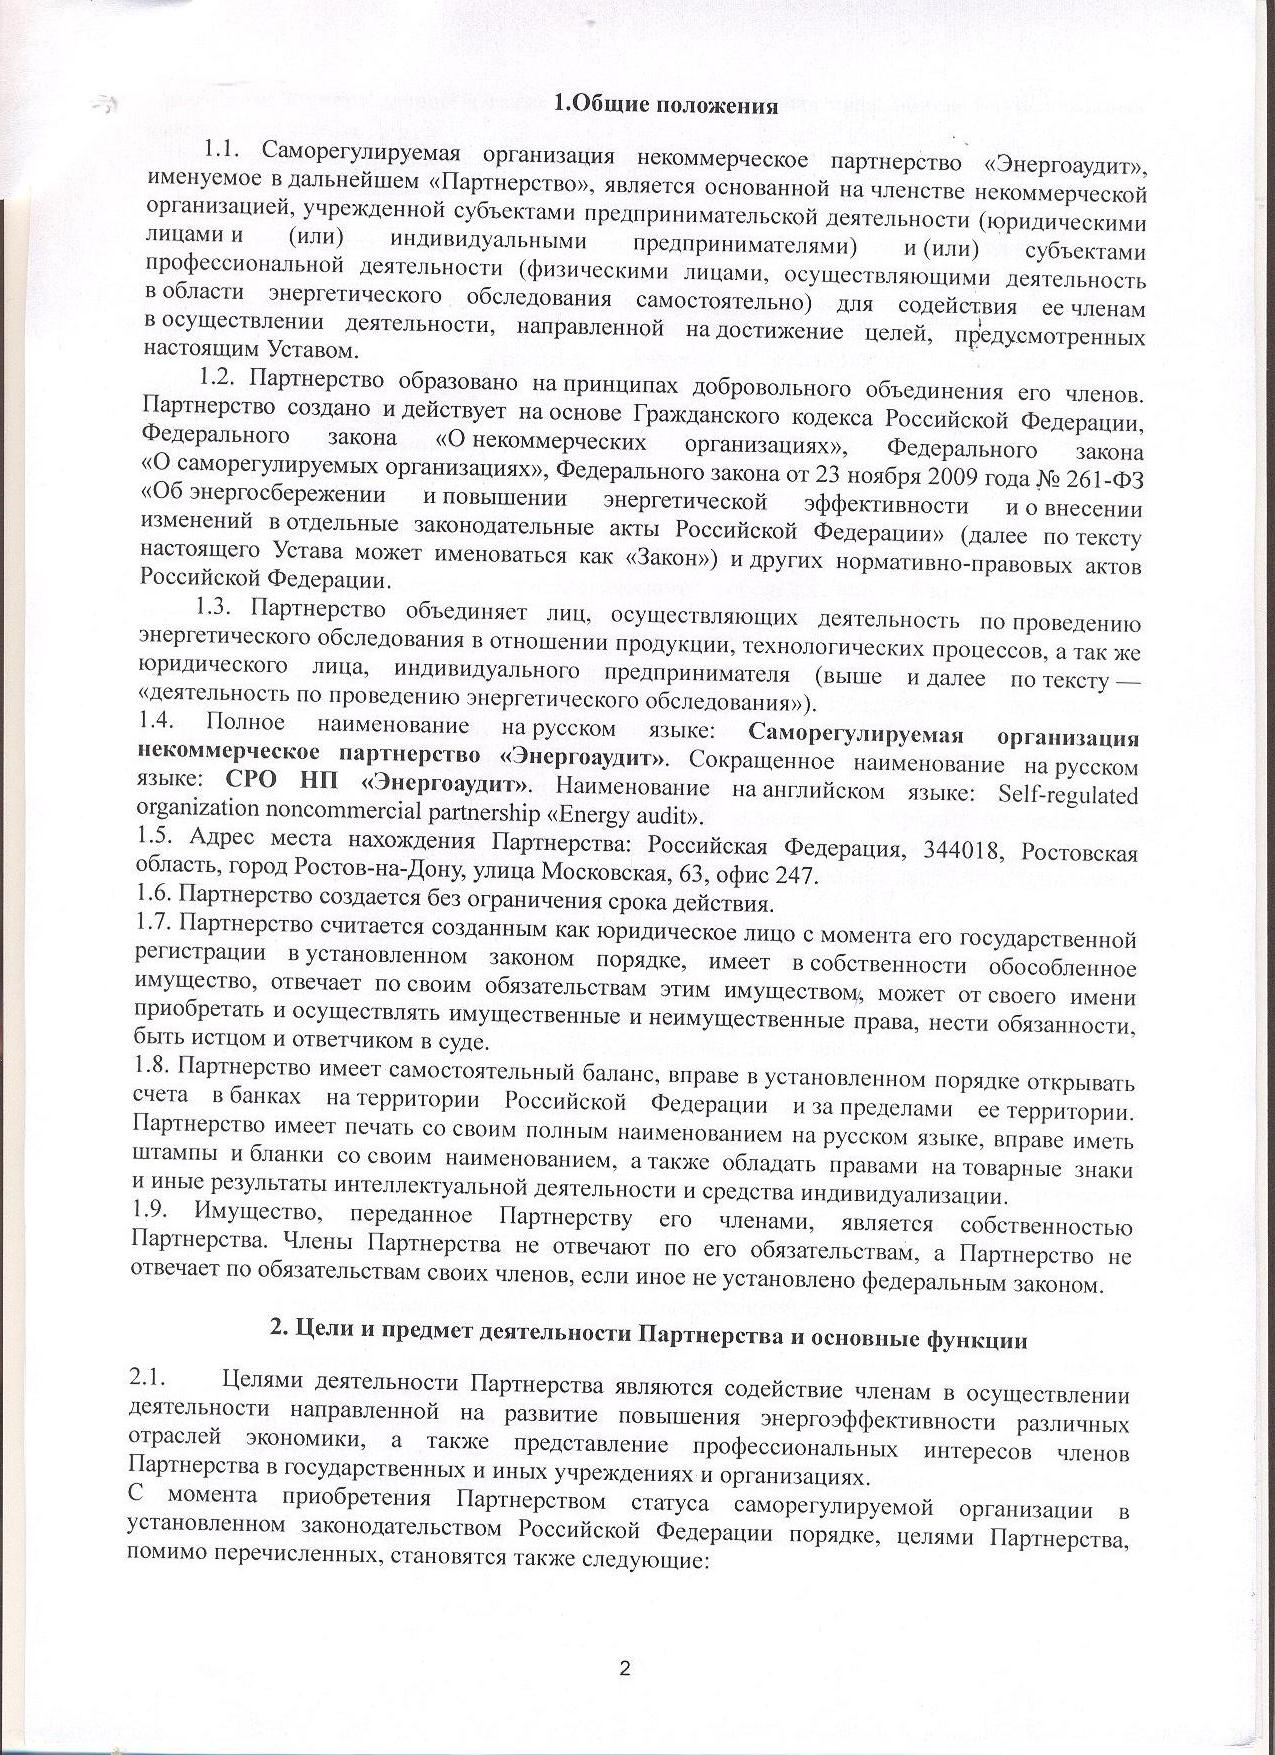 1.Общие положения
1.1. Саморегулируемая организация некоммерческое партнерство «Энергоаудит»,
именуемое в дальнейшем «Партнерство», является основанной на членстве некоммерческой
организацией, учрежденной субъектами предпринимательской деятельности (юридическими
лицами и (или) индивидуальными предпринимателями) и (или) субъектами
профессиональной деятельности (физическими лицами, осуществляющими деятельность
в области энергетического обследования самостоятельно) для содействия ее членам
в осуществлении деятельности, направленной на достижение целей, предусмотренных
настоящим Уставом.
1.2. Партнерство образовано на принципах добровольного объединения его членов.
Партнерство создано и действует на основе Гражданского кодекса Российской Федерации,
Федерального закона «О некоммерческих организациях», Федерального закона
«О саморегулируемых организациях», Федерального закона от 23 ноября 2009 года № 261-ФЗ
«Об энергосбережении и повышении энергетической эффективности и о внесении
изменений в отдельные законодательные акты Российской Федерации» (далее по тексту
настоящего Устава может именоваться как «Закон») и других нормативно-правовых актов
Российской Федерации.
1.3. Партнерство объединяет лиц, осуществляющих деятельность по проведению
энергетического обследования в отношении продукции, технологических процессов, а так же
юридического лица, индивидуального предпринимателя (выше и далее по тексту —
«деятельность по проведению энергетического обследования»).
1.4. Полное наименование на русском языке: Саморегулируемая организация
некоммерческое партнерство «Энергоаудит». Сокращенное наименование на русском
языке: СРО НП «Энергоаудит». Наименование на английском языке: Self-regulated
organization noncommercial partnership «Energy audit».
1.5. Адрес места нахождения Партнерства: Российская Федерация, 344018, Ростовская
область, город Ростов-на-Дону, улица Московская, 63, офис 247.
1.6. Партнерство создается без ограничения срока действия.
1.7. Партнерство считается созданным как юридическое лицо с момента его государственной
регистрации в установленном законом порядке, имеет в собственности обособленное
имущество, отвечает по своим обязательствам этим имуществом, может от своего имени
приобретать и осуществлять имущественные и неимущественные права, нести обязанности,
быть истцом и ответчиком в суде.
1.8. Партнерство имеет самостоятельный баланс, вправе в установленном порядке открывать
счета в банках на территории Российской Федерации и за пределами ее территории.
Партнерство имеет печать со своим полным наименованием на русском языке, вправе иметь
штампы и бланки со своим наименованием, а также обладать правами на товарные знаки
и иные результаты интеллектуальной деятельности и средства индивидуализации.
1.9. Имущество, переданное Партнерству его членами, является собственностью
Партнерства. Члены Партнерства не отвечают по его обязательствам, а Партнерство не
отвечает по обязательствам своих членов, если иное не установлено федеральным законом.
2. Цели и предмет деятельности Партнерства и основные функции
2.1. Целями деятельности Партнерства являются содействие членам в осуществлении
деятельности направленной на развитие повышения энергоэффективности различных
отраслей экономики, а также представление профессиональных интересов членов
Партнерства в государственных и иных учреждениях и организациях.
С момента приобретения Партнерством статуса саморегулируемой организации в
установленном законодательством Российской Федерации порядке, целями Партнерства,
помимо перечисленных, становятся также следующие:
2